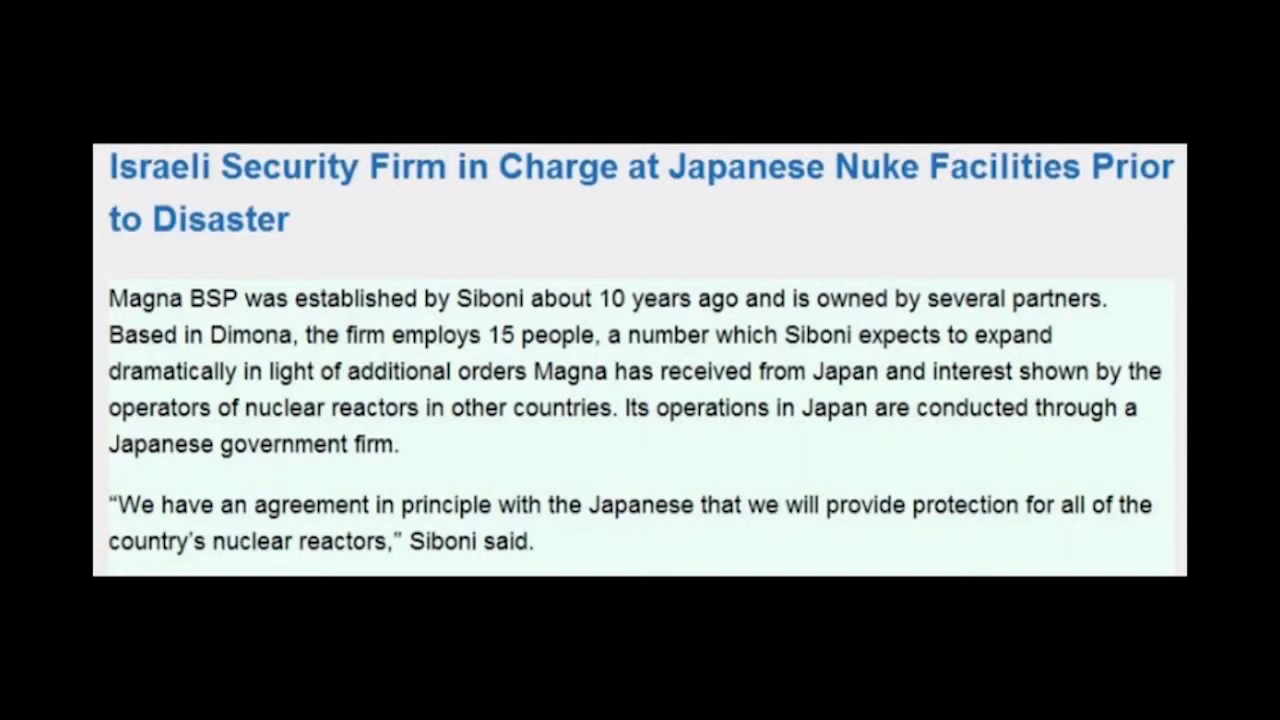 Israeli Security Firm in Charge at Japanese Nuke Facilities Prior
to Disaster
Magna BSP was established by Siboni about 10 years ago and is owned by several partners.
Based in Dimona, the firm employs 15 people, a number which Siboni expects to expand
dramatically in light of additional orders Magna has received from Japan and interest shown by the
operators of nuclear reactors in other countries. Its operations in Japan are conducted through a
Japanese government firm.
“We have an agreement in principle with the Japanese that we will provide protection for all of the
country’s nuclear reactors,” Siboni said.